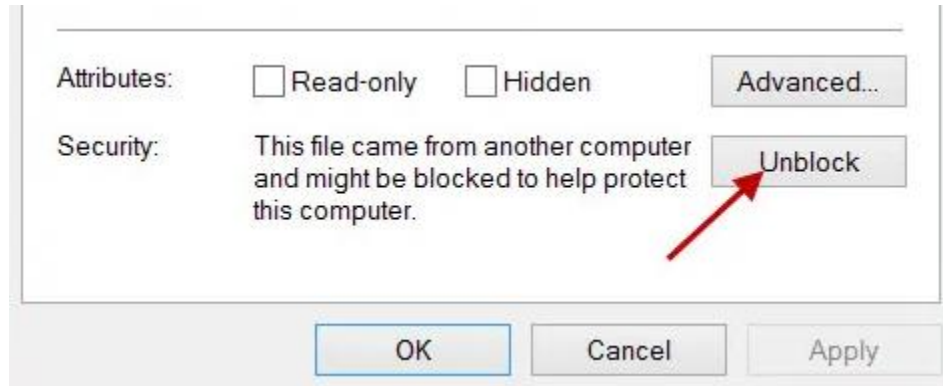 Attributes: Read-only Hidden Advanced...
Security: This file came from another computer Unblock
and might be blocked to help protect
this computer.
OK Cancel Apply